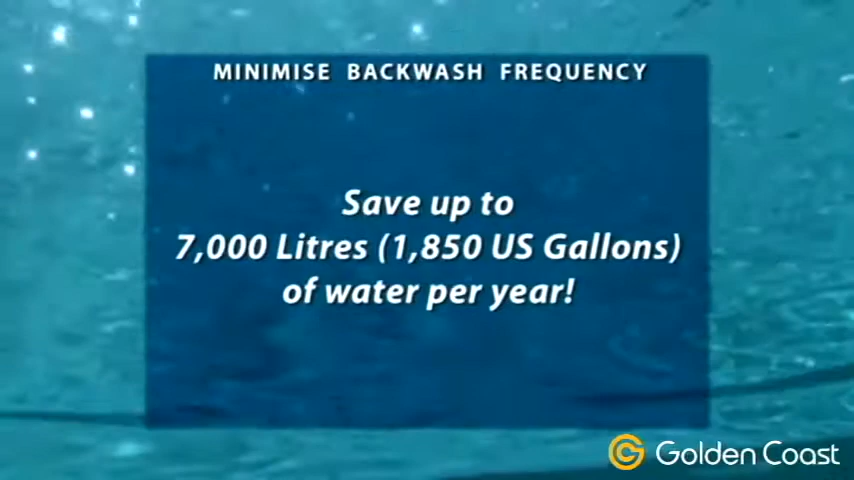 MINIMISE BACKWASH FREQUENCY
Save up to
7,000 Litres (1,850 US Gallons)
of water per year!
Golden Coast